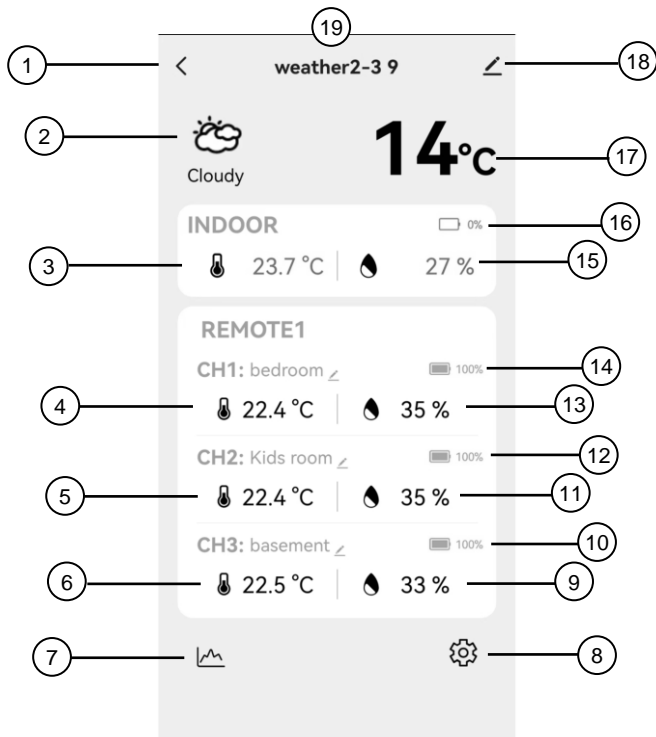 19
1 weather2-3 9 18
2 14°C 17
Cloudy
INDOOR 0% 16
3 23.7 °C 27 % 15
REMOTE1
CH1: bedroom 100% 14
4 22.4 °C 35 % 13
CH2: Kids room 100% 12
5 22.4 °C 35 % 11
CH3: basement 100% 10
6 22.5 °C 33 % 9
7 8